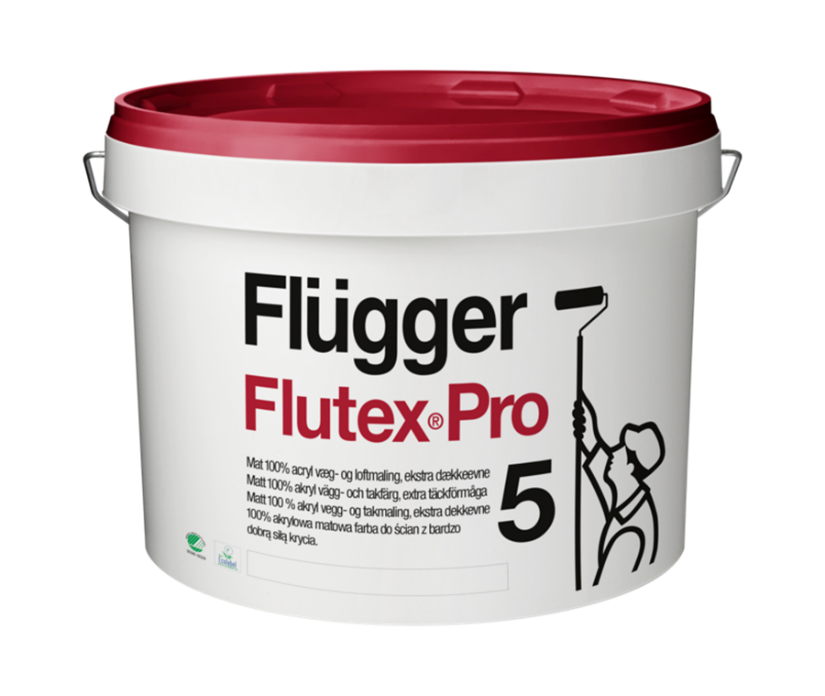 Flügger
Flutex® Pro
5
Mat 100% acryl væg- og loftmaling, ekstra dækkeevne
Matt 100% akryl vägg- och takfärg, extra täckförmåga
Matt 100 % akryl vegg- og takmaling, ekstra dekkevne
100% akrylowa matowa farba do ścian z bardzo
dobrą siłą krycia.
Ecolabel